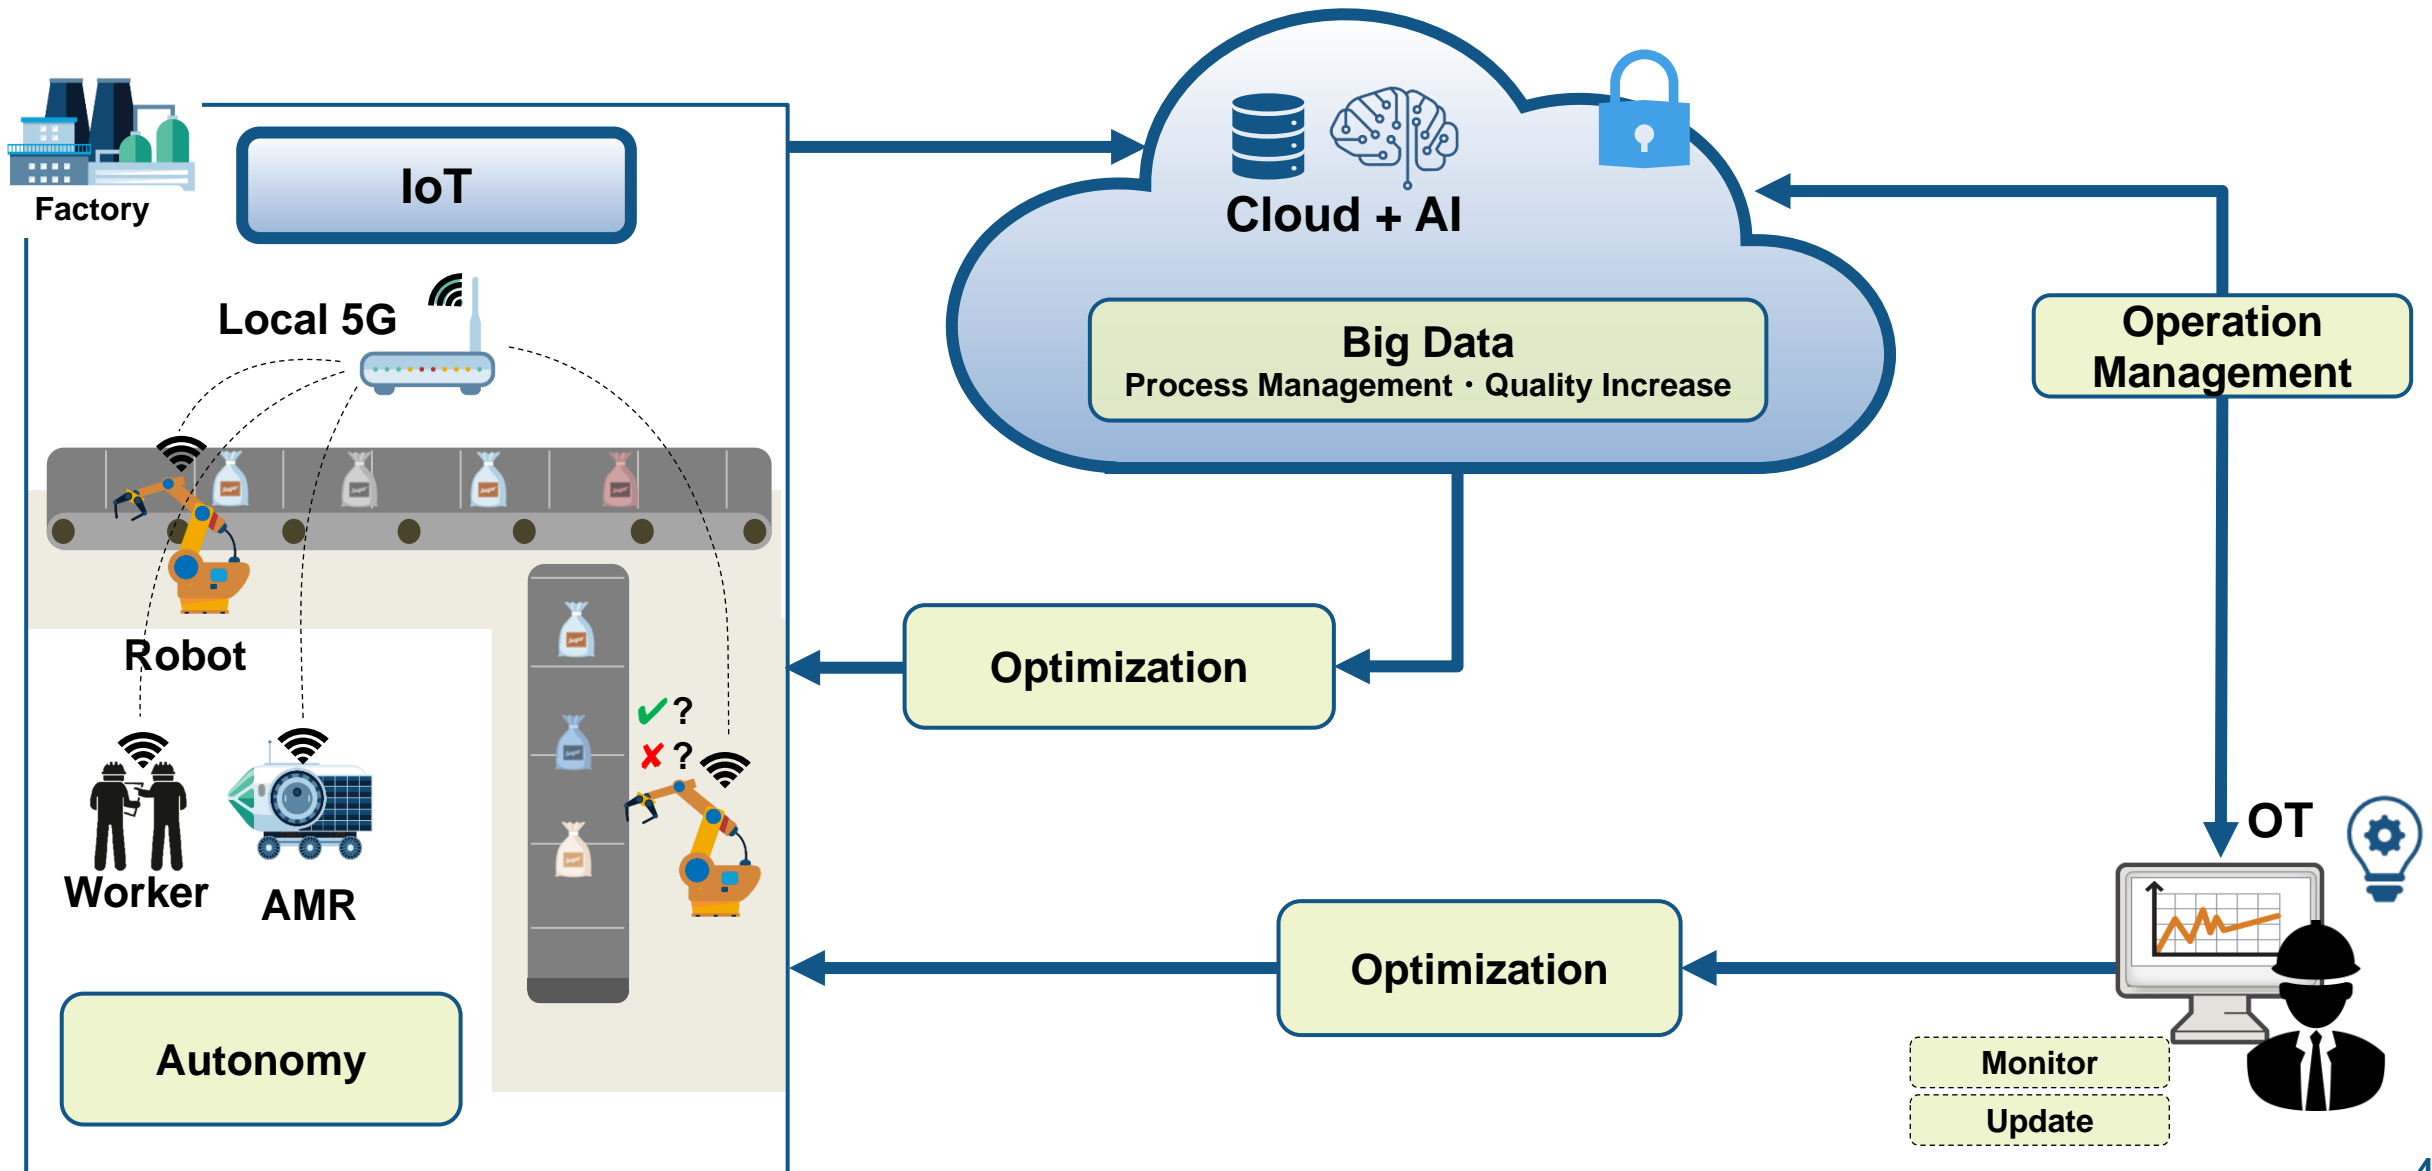 Factory
IoT
Local 5G
Robot
Worker
AMR
✔?
✘?
Autonomy
Cloud + AI
Big Data
Process Management・Quality Increase
Optimization
Optimization
Operation
Management
OT
Monitor
Update